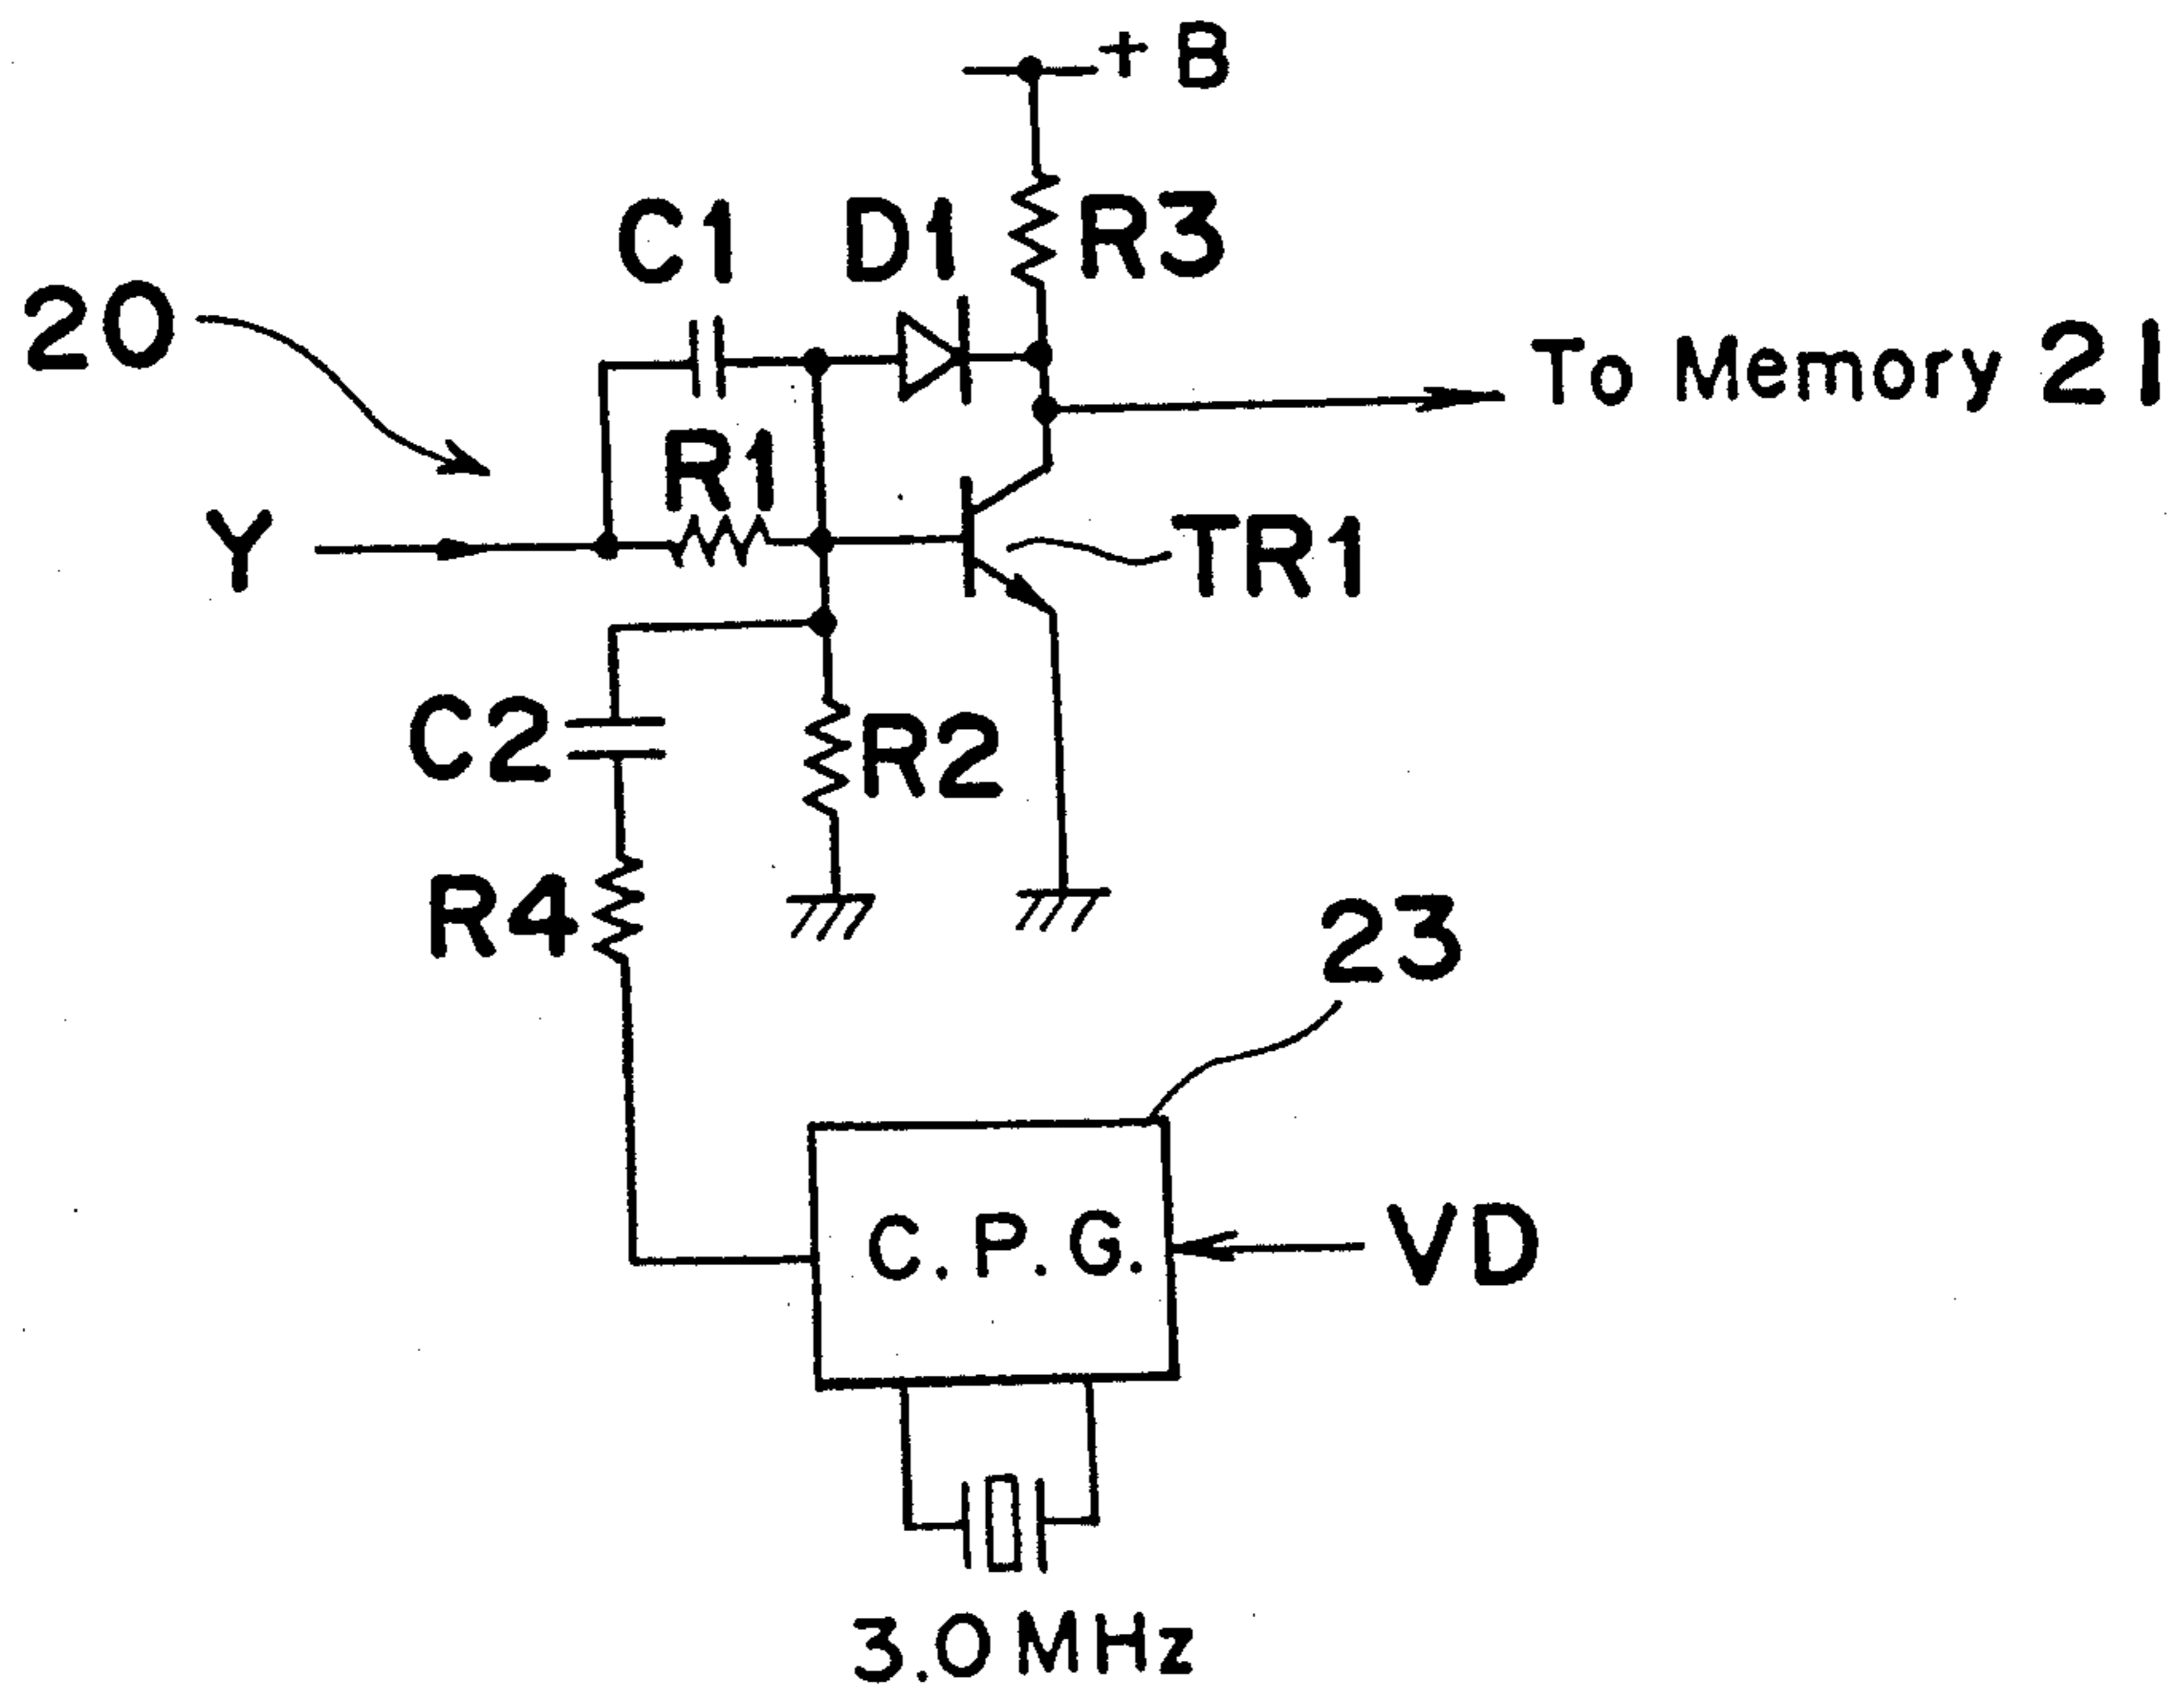 + B
C1
D1
R3
20
To Memory 21
R1
Y
TR1
C2
R2
R4
23
C.P.G.
VD
3.0MHz